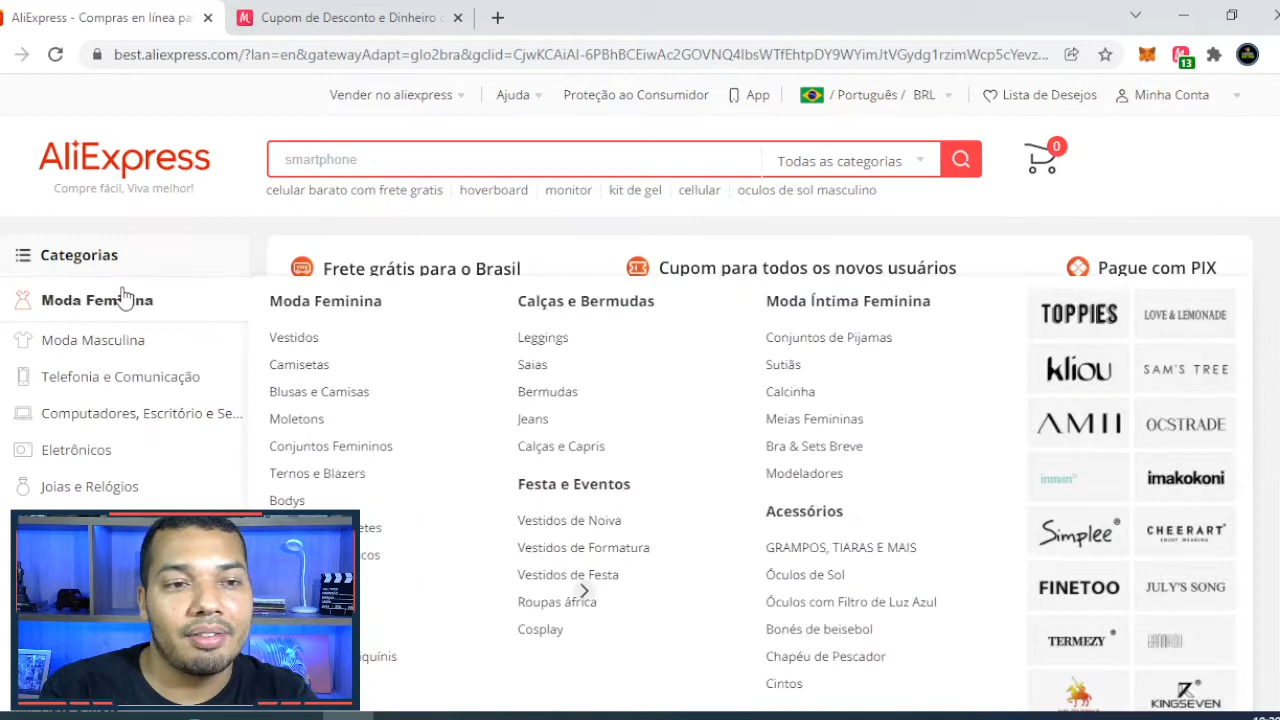 AliExpress - Compras en línea pa
Cupom de Desconto e Dinheiro d
best.aliexpress.com/?lan=en&gatewayAdapt=glo2bra&gclid=CjwKCAiAl-6PBhBCEiwAc2GOVNQ4lbsWTfEhtpDY9WYimJtVGydg1rzimWcp5cYevz...
13
Vender no aliexpress
Ajuda
Proteção ao Consumidor
App
/ Português / BRL
Lista de Desejos
Minha Conta
AliExpress
Compre fácil, Viva melhor!
smartphone
Todas as categorias
0
celular barato com frete gratis
hoverboard
monitor
kit de gel
cellular
oculos de sol masculino
Categorias
Frete grátis para o Brasil
Cupom para todos os novos usuários
Pague com PIX
Moda Feminina
Moda Masculina
Telefonia e Comunicação
Computadores, Escritório e Se...
Eletrônicos
Joias e Relógios
Moda Feminina
Vestidos
Camisetas
Blusas e Camisas
Moletons
Conjuntos Femininos
Ternos e Blazers
Bodys
etes
cos
quínis
Calças e Bermudas
Leggings
Saias
Bermudas
Jeans
Calças e Capris
Festa e Eventos
Vestidos de Noiva
Vestidos de Formatura
Vestidos de Festa
Roupas áfrica
Cosplay
Moda Íntima Feminina
Conjuntos de Pijamas
Sutiãs
Calcinha
Meias Femininas
Bra & Sets Breve
Modeladores
Acessórios
GRAMPOS, TIARAS E MAIS
Óculos de Sol
Óculos com Filtro de Luz Azul
Bonés de beisebol
Chapéu de Pescador
Cintos
TOPPIES
LOVE & LEMONADE
kliou
SAM'S TREE
AMII
OCSTRADE
inman
imakokoni
Simplee
CHEERART
FINETOO
JULY'S SONG
TERMEZY
KINGSEVEN